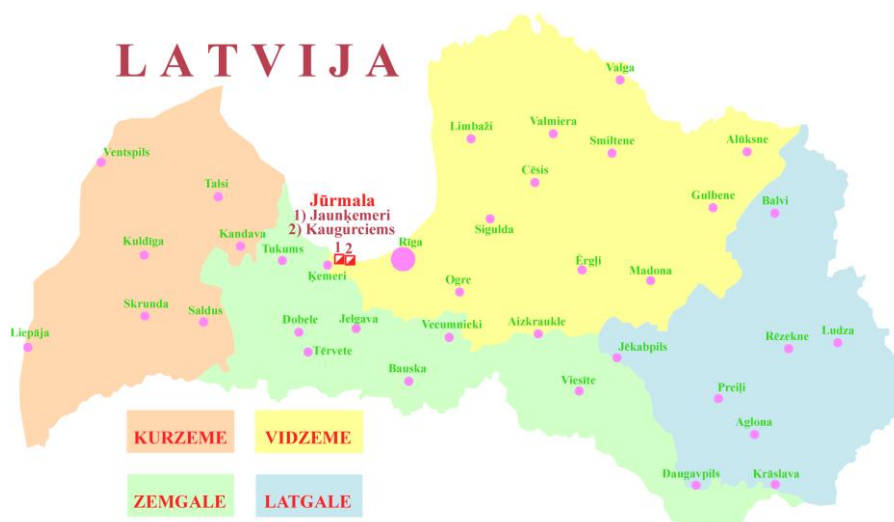 LATVIJA
Valga
Limbaži
Valmiera
Smiltene
Alūksne
Ventspils
Cēsis
Talsi
Jūrmala
1) Jaunķemeri
2) Kaugurciems
Gulbene
Balvi
Sigulda
Kuldīga
Kandava
Tukums
1
2
Rīga
Ķemeri
Ērgļi
Madona
Ogre
Skrunda
Saldus
Liepāja
Dobele
Jelgava
Vecumnieki
Aizkraukle
Jēkabpils
Rēzekne
Ludza
Tērvete
Bauska
Viesīte
Preiļi
Aglona
KURZEME
VIDZEME
Daugavpils
Krāslava
ZEMGALE
LATGALE